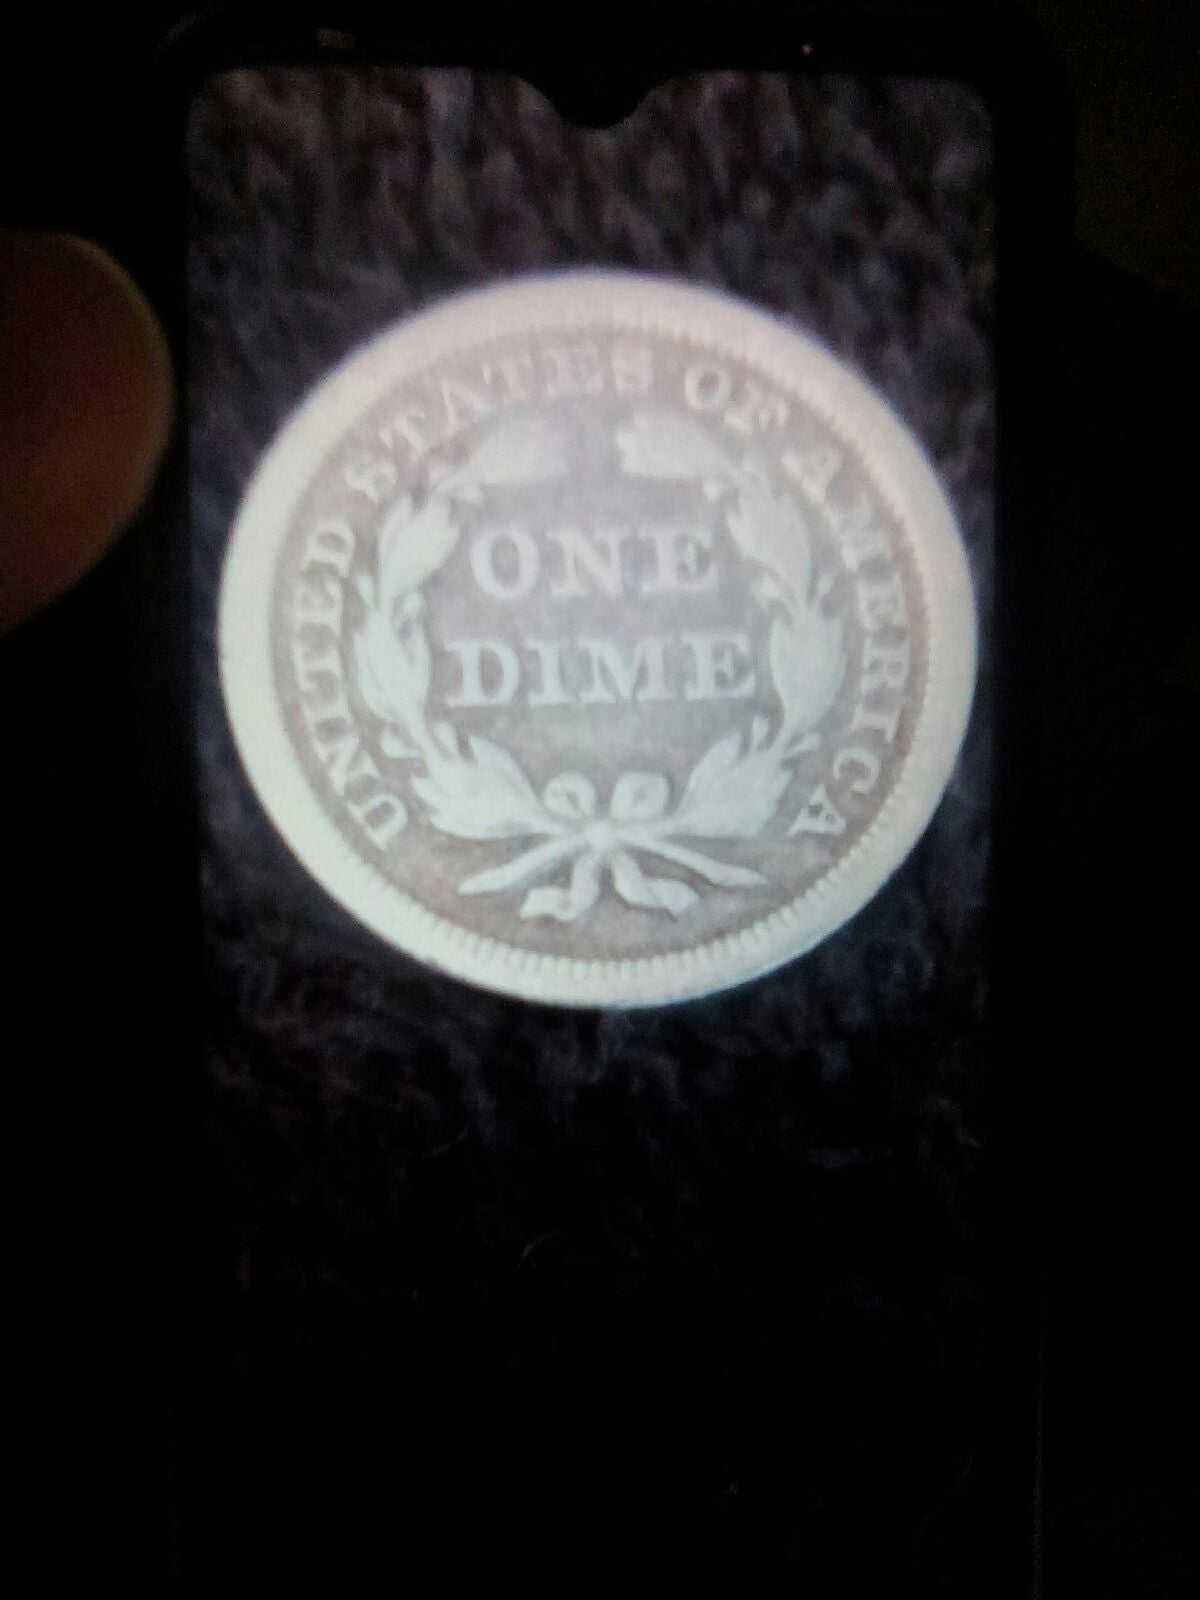 UNITED STATES OF AMERICA
ONE
DIME